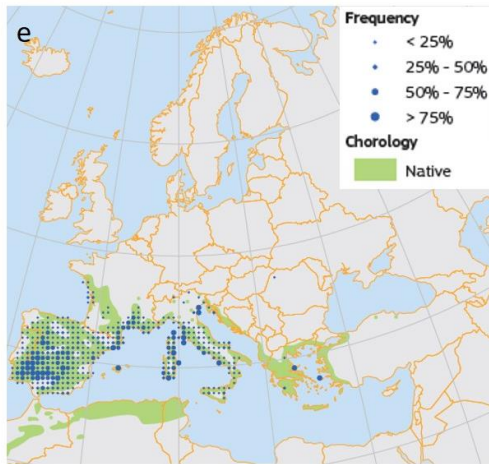 e
Frequency
< 25%
25% - 50%
50% - 75%
> 75%
Chorology
Native